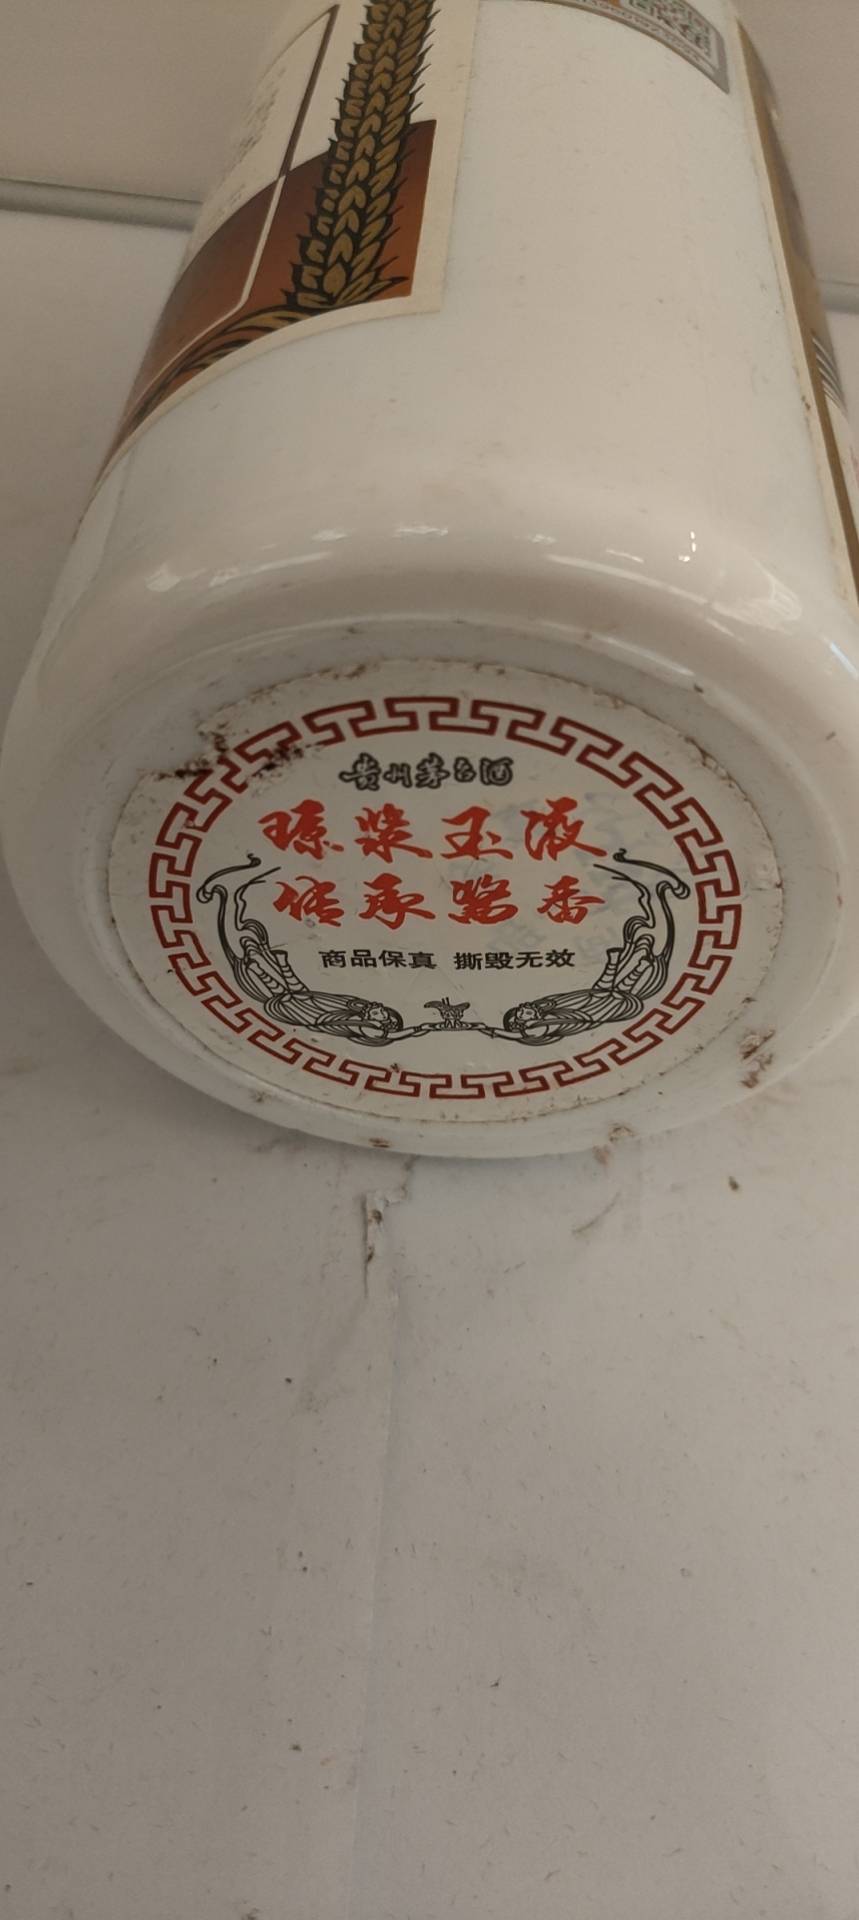 贵州茅台酒
琼浆玉液
传承酱香
商品保真 撕毁无效